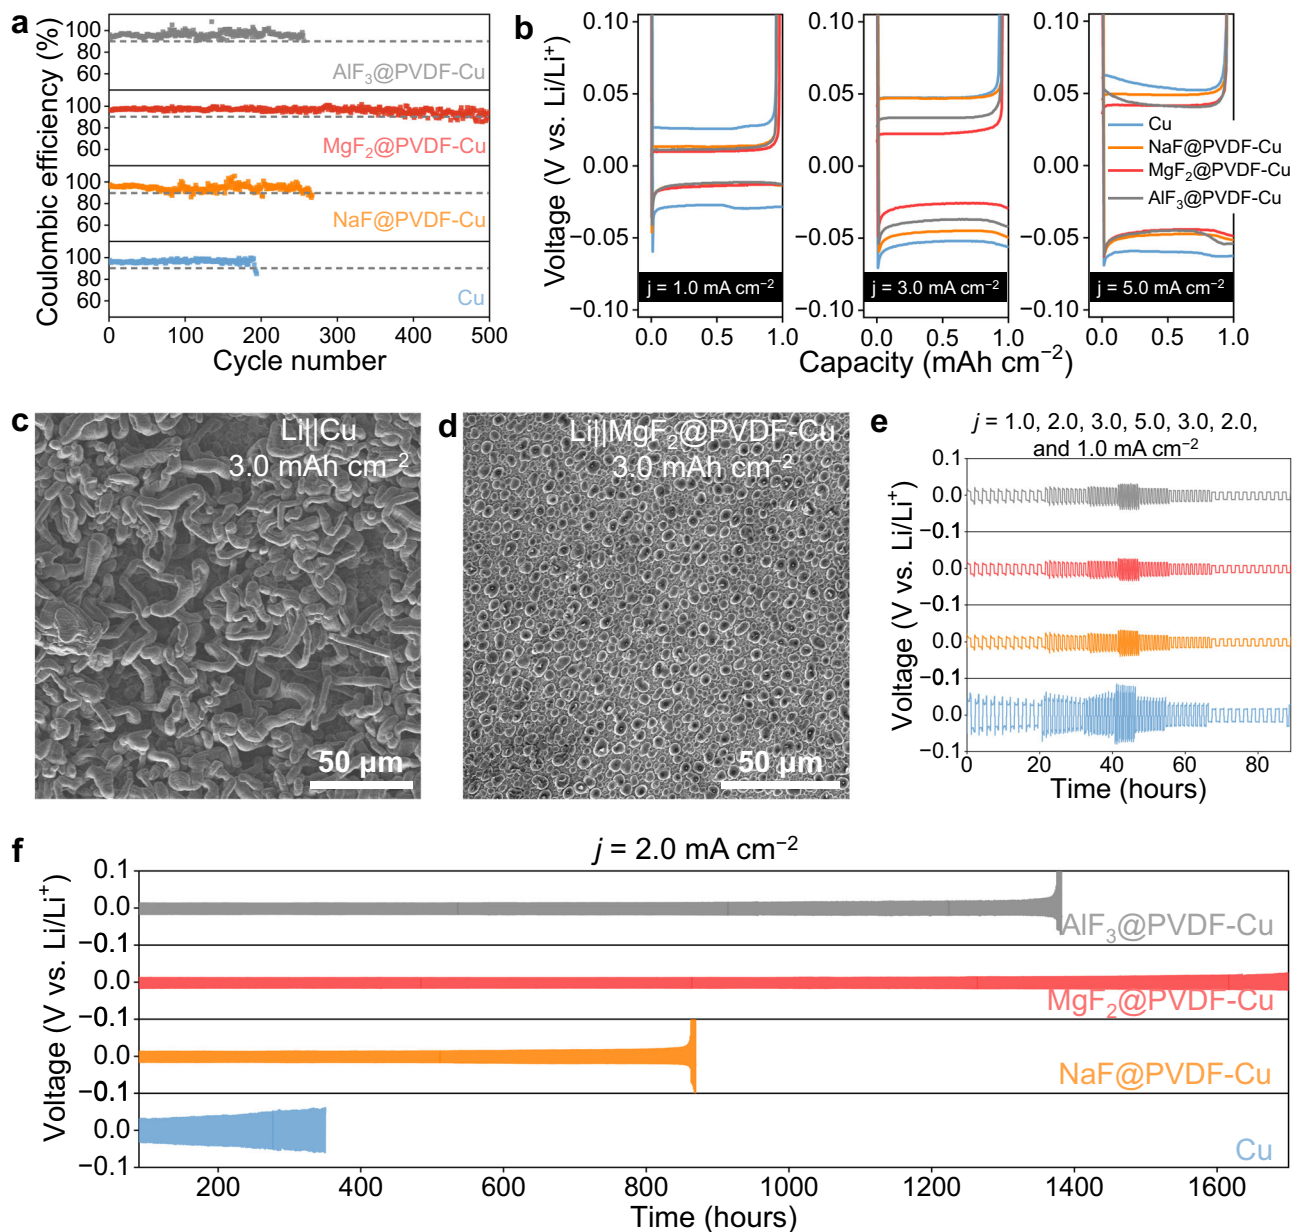 a
Coulombic efficiency (%)
100
80
60
AlF₃@PVDF-Cu
100
80
60
MgF₂@PVDF-Cu
100
80
60
NaF@PVDF-Cu
100
80
60
Cu
0 100 200 300 400 500
Cycle number
b
Voltage (V vs. Li/Li⁺)
0.10
0.05
0.00
−0.05
−0.10
j = 1.0 mA cm⁻²
0.0 0.5 1.0
0.10
0.05
0.00
−0.05
−0.10
j = 3.0 mA cm⁻²
0.0 0.5 1.0
0.10
0.05
0.00
−0.05
−0.10
Cu
NaF@PVDF-Cu
MgF₂@PVDF-Cu
AlF₃@PVDF-Cu
j = 5.0 mA cm⁻²
0.0 0.5 1.0
Capacity (mAh cm⁻²)
c
Li||Cu
3.0 mAh cm⁻²
50 μm
d
Li||MgF₂@PVDF-Cu
3.0 mAh cm⁻²
50 μm
e
j = 1.0, 2.0, 3.0, 5.0, 3.0, 2.0,
and 1.0 mA cm⁻²
Voltage (V vs. Li/Li⁺)
0.1
0.0
−0.1
0.0
−0.1
0.0
−0.1
0.0
−0.1
0 20 40 60 80
Time (hours)
f
j = 2.0 mA cm⁻²
Voltage (V vs. Li/Li⁺)
0.1
0.0
−0.1
AlF₃@PVDF-Cu
0.0
−0.1
MgF₂@PVDF-Cu
0.0
−0.1
NaF@PVDF-Cu
0.0
−0.1
Cu
200 400 600 800 1000 1200 1400 1600
Time (hours)